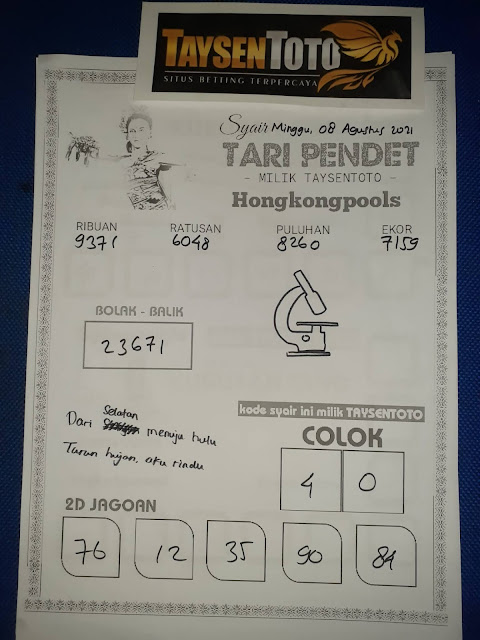 TAYSENTOTO
SITUS BETTING TERPERCAYA
Syair Minggu, 08 Agustus 2021
TARI PENDET
- MILIK TAYSENTOTO -
Hongkongpools
RIBUAN RATUSAN PULUHAN EKOR
9371 6048 8260 7159
BOLAK - BALIK
23671
kode syair ini milik TAYSENTOTO
Dari Selatan menuju hulu
Turun hujan, aku rindu
COLOK
4 0
2D JAGOAN
76 12 35 90 84